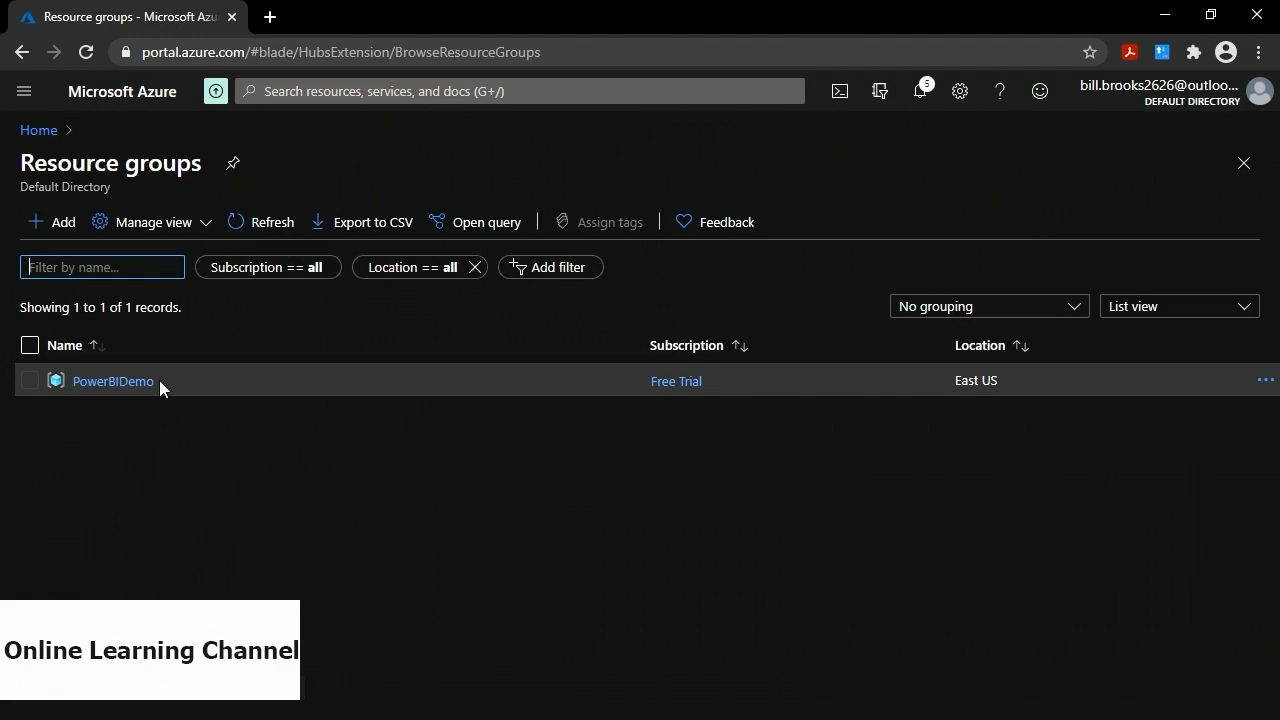 Resource groups - Microsoft Azu
portal.azure.com/#blade/HubsExtension/BrowseResourceGroups
Microsoft Azure
Search resources, services, and docs (G+/)
5
bill.brooks2626@outloo...
DEFAULT DIRECTORY
Home
Resource groups
Default Directory
Add
Manage view
Refresh
Export to CSV
Open query
Assign tags
Feedback
Filter by name...
Subscription == all
Location == all
Add filter
Showing 1 to 1 of 1 records.
No grouping
List view
Name
Subscription
Location
PowerBIDemo
Free Trial
East US
Online Learning Channel